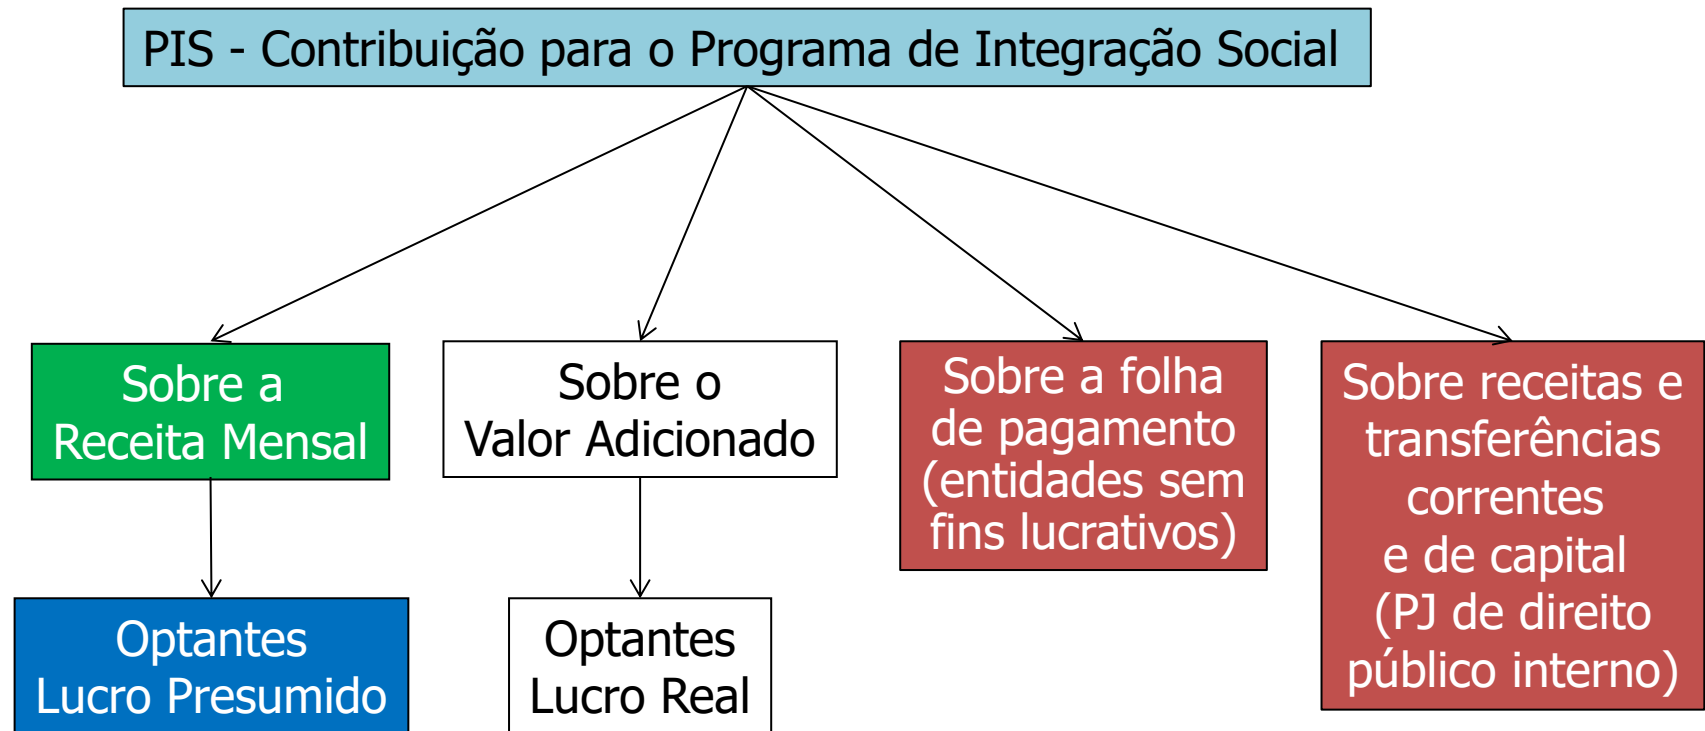 PIS - Contribuição para o Programa de Integração Social
Sobre a
Receita Mensal
Sobre o
Valor Adicionado
Sobre a folha
de pagamento
(entidades sem
fins lucrativos)
Sobre receitas e
transferências
correntes
e de capital
(PJ de direito
público interno)
Optantes
Lucro Presumido
Optantes
Lucro Real